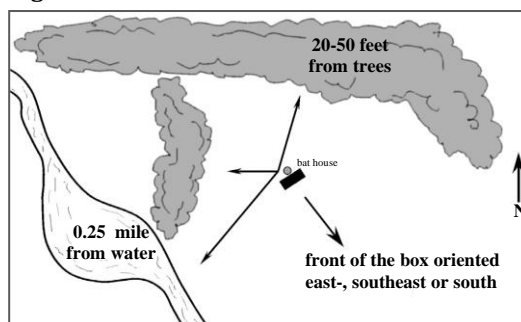 20-50 feet
from trees
bat house
N
0.25 mile
from water
front of the box oriented
east-, southeast or south